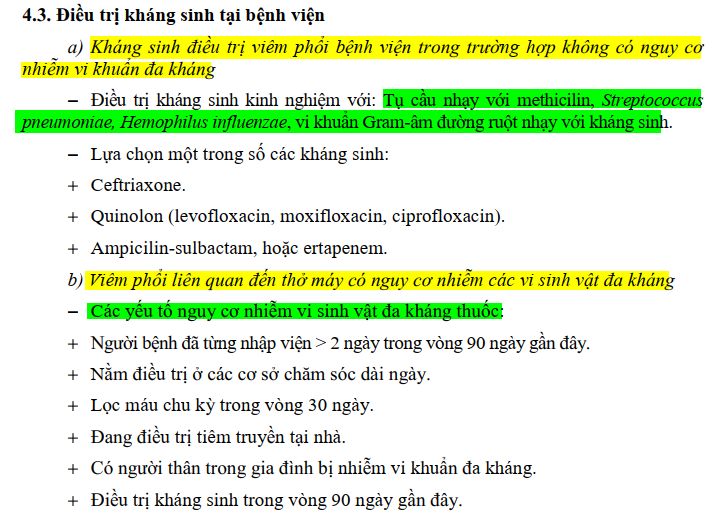 4.3. Điều trị kháng sinh tại bệnh viện
a) Kháng sinh điều trị viêm phổi bệnh viện trong trường hợp không có nguy cơ
nhiễm vi khuẩn đa kháng
– Điều trị kháng sinh kinh nghiệm với: Tụ cầu nhạy với methicilin, Streptococcus
pneumoniae, Hemophilus influenzae, vi khuẩn Gram-âm đường ruột nhạy với kháng sinh.
– Lựa chọn một trong số các kháng sinh:
+ Ceftriaxone.
+ Quinolon (levofloxacin, moxifloxacin, ciprofloxacin).
+ Ampicilin-sulbactam, hoặc ertapenem.
b) Viêm phổi liên quan đến thở máy có nguy cơ nhiễm các vi sinh vật đa kháng
– Các yếu tố nguy cơ nhiễm vi sinh vật đa kháng thuốc:
+ Người bệnh đã từng nhập viện > 2 ngày trong vòng 90 ngày gần đây.
+ Nằm điều trị ở các cơ sở chăm sóc dài ngày.
+ Lọc máu chu kỳ trong vòng 30 ngày.
+ Đang điều trị tiêm truyền tại nhà.
+ Có người thân trong gia đình bị nhiễm vi khuẩn đa kháng.
+ Điều trị kháng sinh trong vòng 90 ngày gần đây.